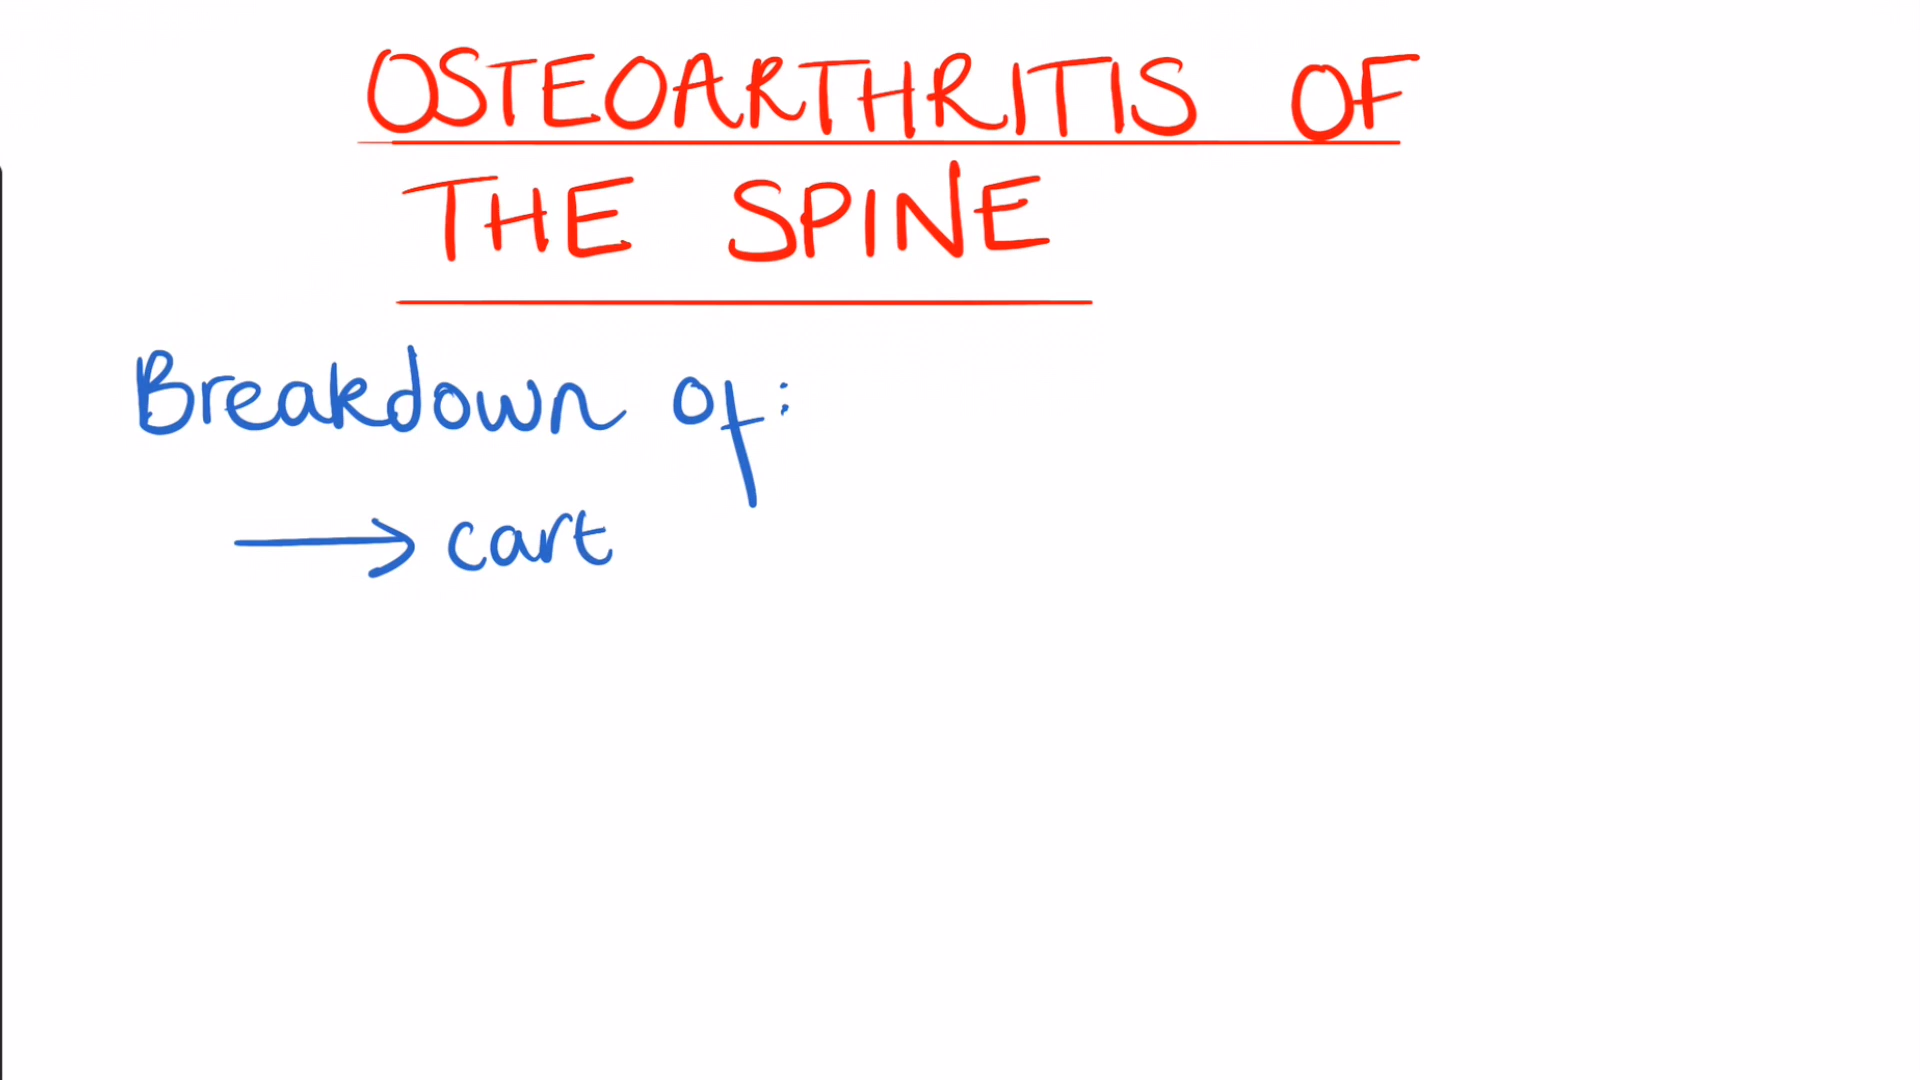 OSTEOARTHRITIS OF
THE SPINE
Breakdown of:
→ cart